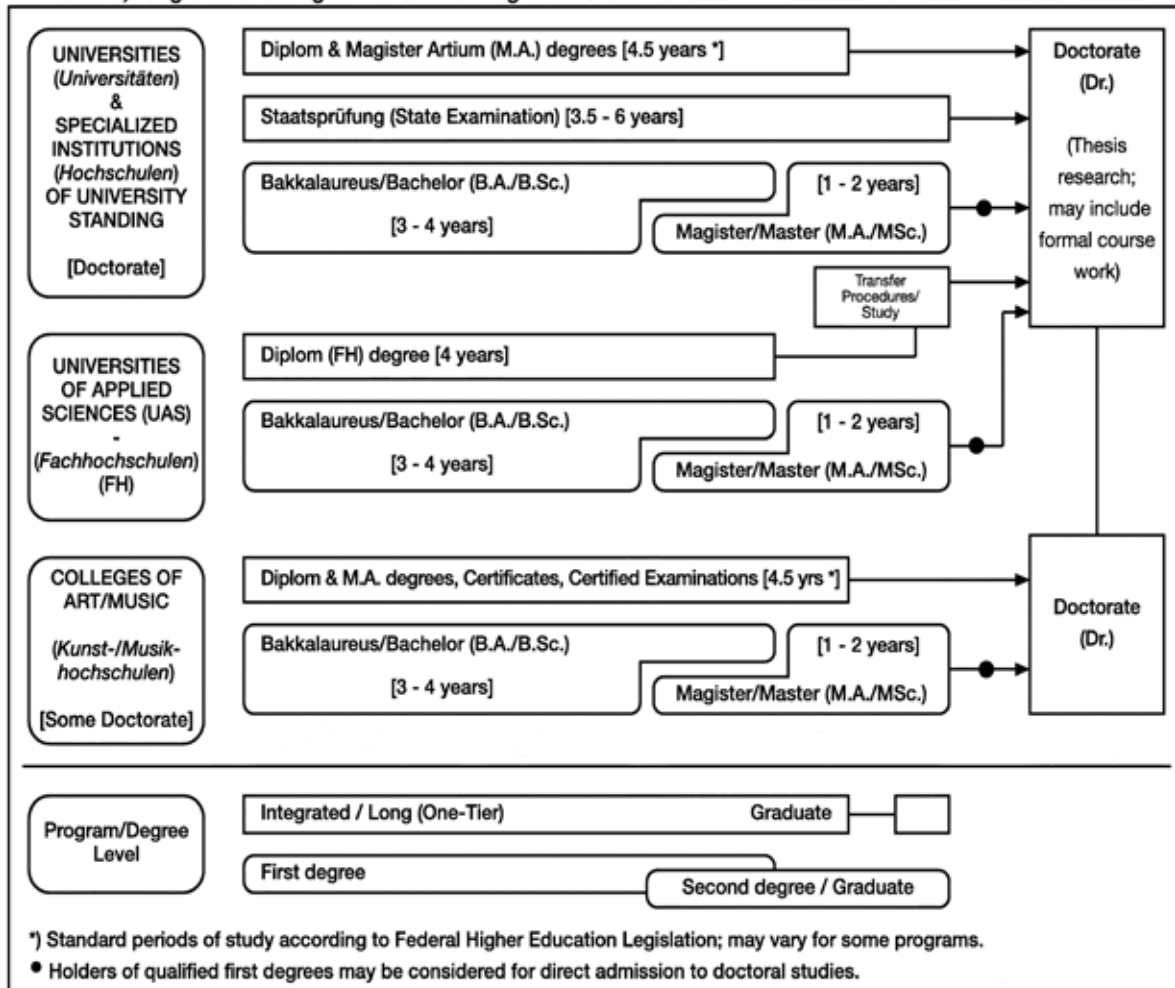 UNIVERSITIES
(Universitäten)
&
SPECIALIZED
INSTITUTIONS
(Hochschulen)
OF UNIVERSITY
STANDING
[Doctorate]
Diplom & Magister Artium (M.A.) degrees [4.5 years *]
Staatsprüfung (State Examination) [3.5 - 6 years]
Bakkalaureus/Bachelor (B.A./B.Sc.)
[3 - 4 years]
[1 - 2 years]
Magister/Master (M.A./MSc.)
Transfer
Procedures/
Study
Doctorate
(Dr.)
(Thesis
research;
may include
formal course
work)
UNIVERSITIES
OF APPLIED
SCIENCES (UAS)
-
(Fachhochschulen)
(FH)
Diplom (FH) degree [4 years]
Bakkalaureus/Bachelor (B.A./B.Sc.)
[3 - 4 years]
[1 - 2 years]
Magister/Master (M.A./MSc.)
COLLEGES OF
ART/MUSIC
(Kunst-/Musik-
hochschulen)
[Some Doctorate]
Diplom & M.A. degrees, Certificates, Certified Examinations [4.5 yrs *]
Bakkalaureus/Bachelor (B.A./B.Sc.)
[3 - 4 years]
[1 - 2 years]
Magister/Master (M.A./MSc.)
Doctorate
(Dr.)
Program/Degree
Level
Integrated / Long (One-Tier) Graduate
First degree
Second degree / Graduate
*) Standard periods of study according to Federal Higher Education Legislation; may vary for some programs.
● Holders of qualified first degrees may be considered for direct admission to doctoral studies.